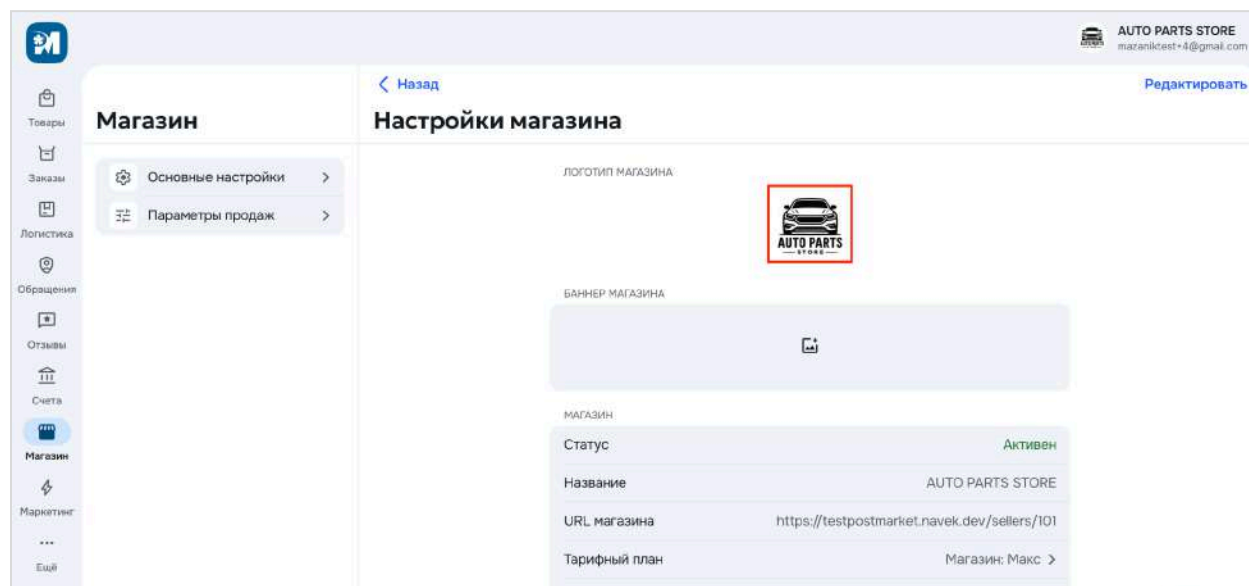 AUTO PARTS STORE
mazaniktest+4@gmail.com
Назад
Редактировать
Товары
Магазин
Настройки магазина
Заказы
Основные настройки
ЛОГОТИП МАГАЗИНА
Параметры продаж
Логистика
AUTO PARTS
STORE
Обращения
БАННЕР МАГАЗИНА
Отзывы
Счета
МАГАЗИН
Магазин
Статус
Активен
Название
AUTO PARTS STORE
Маркетинг
URL магазина
https://testpostmarket.navek.dev/sellers/101
Ещё
Тарифный план
Магазин: Макс